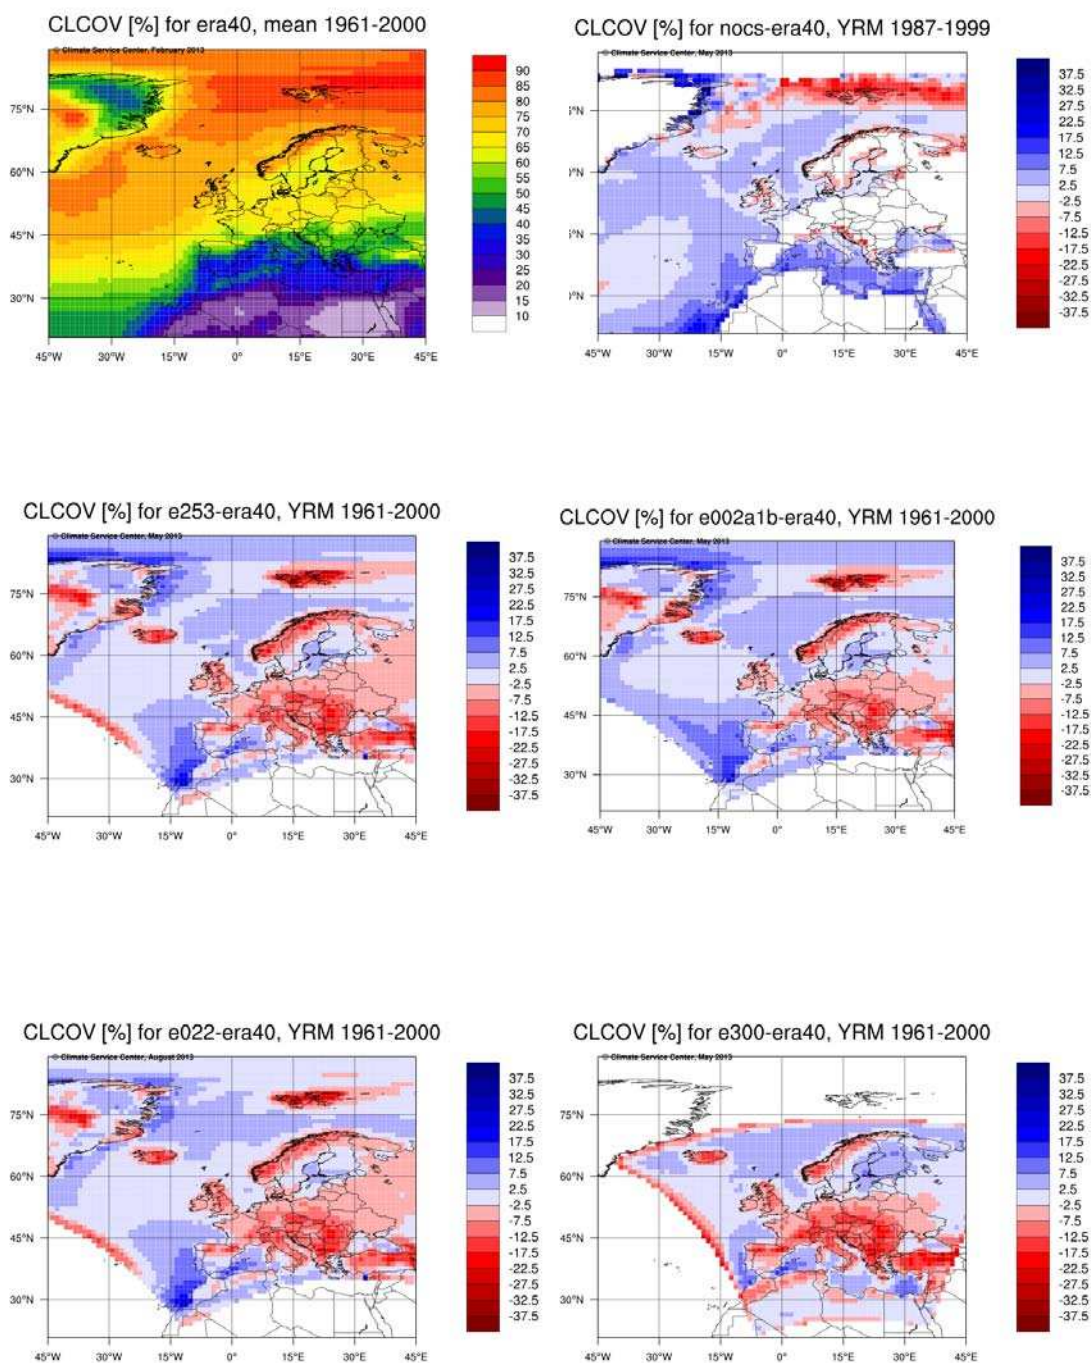 CLCOV [%] for era40, mean 1961-2000
© Climate Service Center, February 2013
75°N
60°N
45°N
30°N
45°W 30°W 15°W 0° 15°E 30°E 45°E
90
85
80
75
70
65
60
55
50
45
40
35
30
25
20
15
10
CLCOV [%] for nocs-era40, YRM 1987-1999
© Climate Service Center, May 2013
5°N
0°N
5°N
0°N
45°W 30°W 15°W 0° 15°E 30°E 45°E
37.5
32.5
27.5
22.5
17.5
12.5
7.5
2.5
-2.5
-7.5
-12.5
-17.5
-22.5
-27.5
-32.5
-37.5
CLCOV [%] for e253-era40, YRM 1961-2000
© Climate Service Center, May 2013
75°N
60°N
45°N
30°N
45°W 30°W 15°W 0° 15°E 30°E 45°E
37.5
32.5
27.5
22.5
17.5
12.5
7.5
2.5
-2.5
-7.5
-12.5
-17.5
-22.5
-27.5
-32.5
-37.5
CLCOV [%] for e002a1b-era40, YRM 1961-2000
© Climate Service Center, May 2013
75°N
60°N
45°N
30°N
45°W 30°W 15°W 0° 15°E 30°E 45°E
37.5
32.5
27.5
22.5
17.5
12.5
7.5
2.5
-2.5
-7.5
-12.5
-17.5
-22.5
-27.5
-32.5
-37.5
CLCOV [%] for e022-era40, YRM 1961-2000
© Climate Service Center, August 2013
75°N
60°N
45°N
30°N
45°W 30°W 15°W 0° 15°E 30°E 45°E
37.5
32.5
27.5
22.5
17.5
12.5
7.5
2.5
-2.5
-7.5
-12.5
-17.5
-22.5
-27.5
-32.5
-37.5
CLCOV [%] for e300-era40, YRM 1961-2000
© Climate Service Center, May 2013
75°N
60°N
45°N
30°N
45°W 30°W 15°W 0° 15°E 30°E 45°E
37.5
32.5
27.5
22.5
17.5
12.5
7.5
2.5
-2.5
-7.5
-12.5
-17.5
-22.5
-27.5
-32.5
-37.5